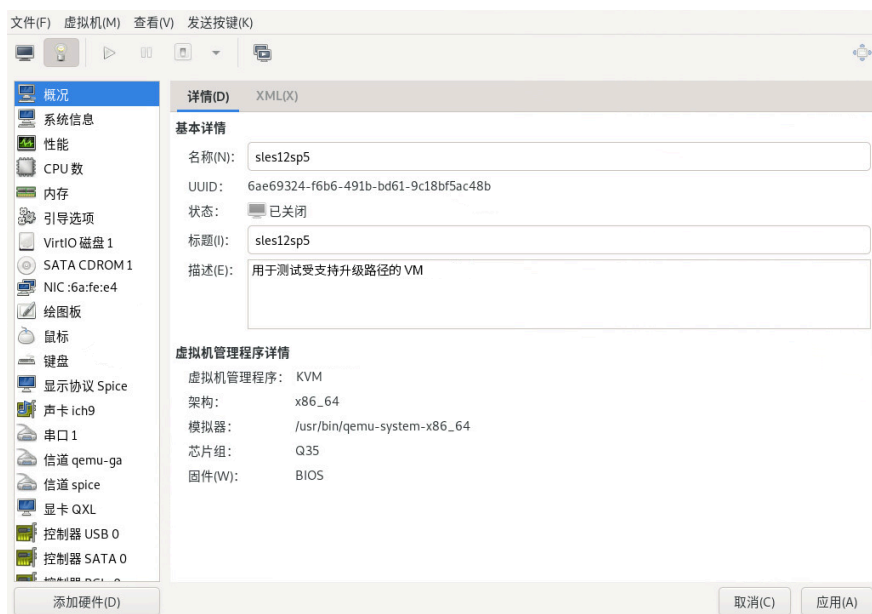 文件(F) 虚拟机(M) 查看(V) 发送按键(K)
概况
系统信息
性能
CPU 数
内存
引导选项
VirtIO 磁盘 1
SATA CDROM 1
NIC :6a:fe:e4
绘图板
鼠标
键盘
显示协议 Spice
声卡 ich9
串口 1
信道 qemu-ga
信道 spice
显卡 QXL
控制器 USB 0
控制器 SATA 0
添加硬件(D)
详情(D) XML(X)
基本详情
名称(N): sles12sp5
UUID: 6ae69324-f6b6-491b-bd61-9c18bf5ac48b
状态: 已关闭
标题(I): sles12sp5
描述(E): 用于测试受支持升级路径的 VM
虚拟机管理程序详情
虚拟机管理程序: KVM
架构: x86_64
模拟器: /usr/bin/qemu-system-x86_64
芯片组: Q35
固件(W): BIOS
取消(C) 应用(A)